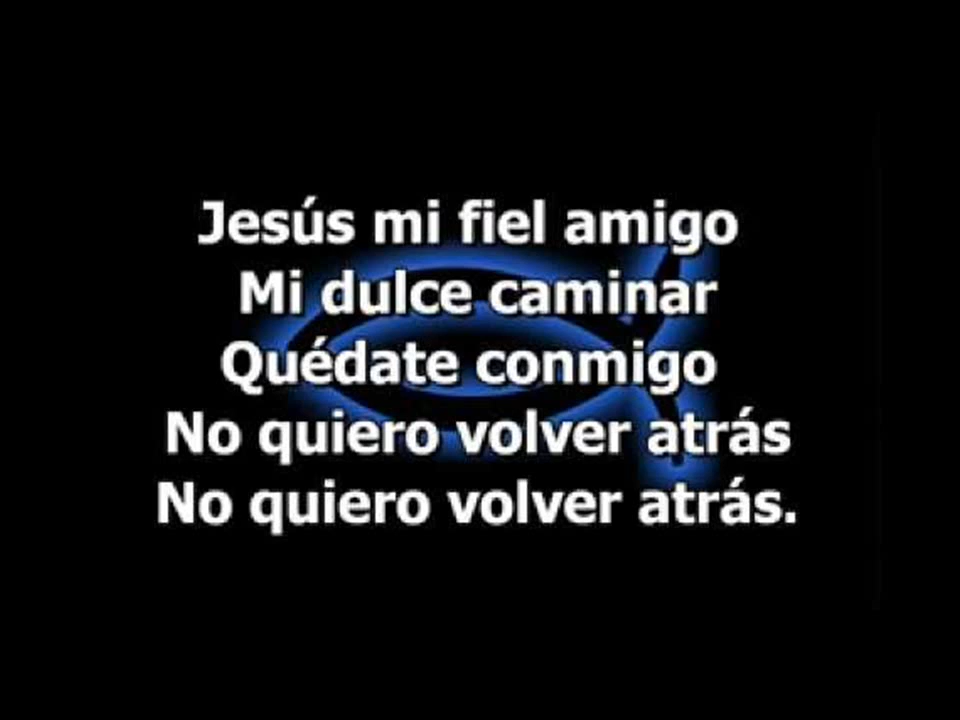 Jesús mi fiel amigo
Mi dulce caminar
Quédate conmigo
No quiero volver atrás
No quiero volver atrás.